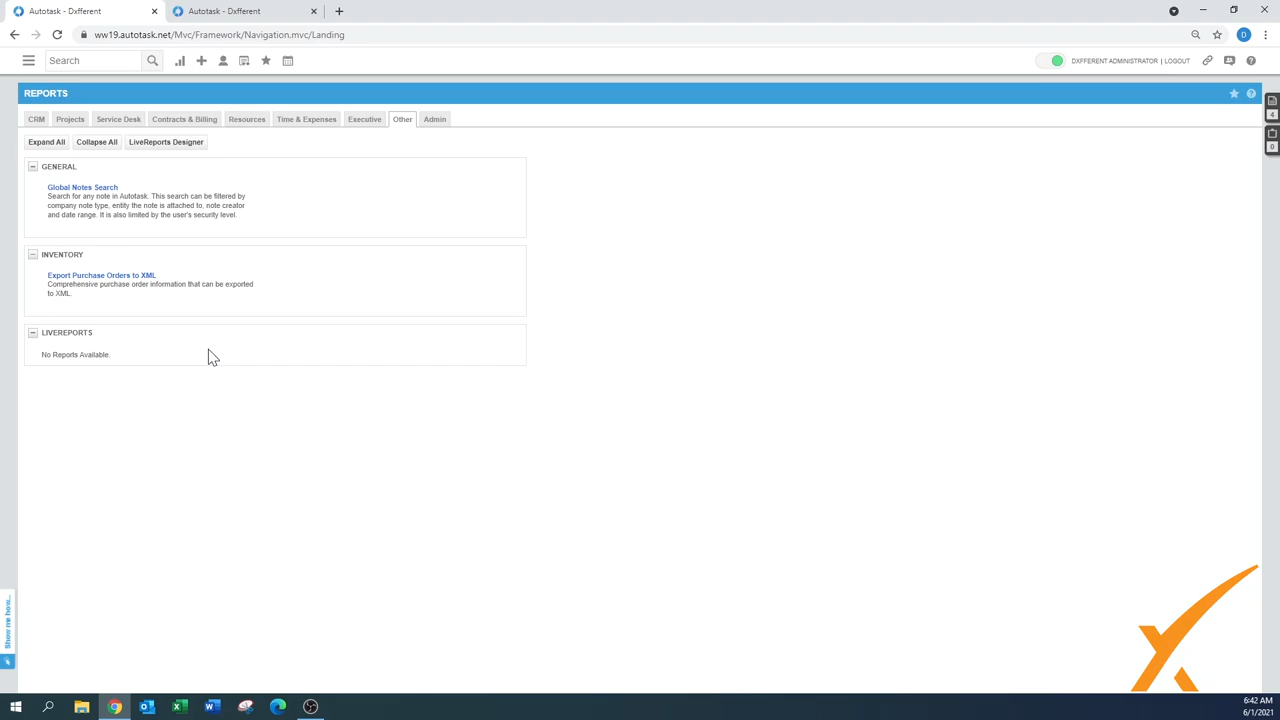 Autotask - Dxfferent
Autotask - Dxfferent
ww19.autotask.net/Mvc/Framework/Navigation.mvc/Landing
D
Search
DXFFERENT ADMINISTRATOR | LOGOUT
REPORTS
4
0
CRM
Projects
Service Desk
Contracts & Billing
Resources
Time & Expenses
Executive
Other
Admin
Expand All
Collapse All
LiveReports Designer
GENERAL
Global Notes Search
Search for any note in Autotask. This search can be filtered by
company note type, entity the note is attached to, note creator
and date range. It is also limited by the user's security level.
INVENTORY
Export Purchase Orders to XML
Comprehensive purchase order information that can be exported
to XML.
LIVEREPORTS
No Reports Available.
Show me how...
6:42 AM
6/1/2021